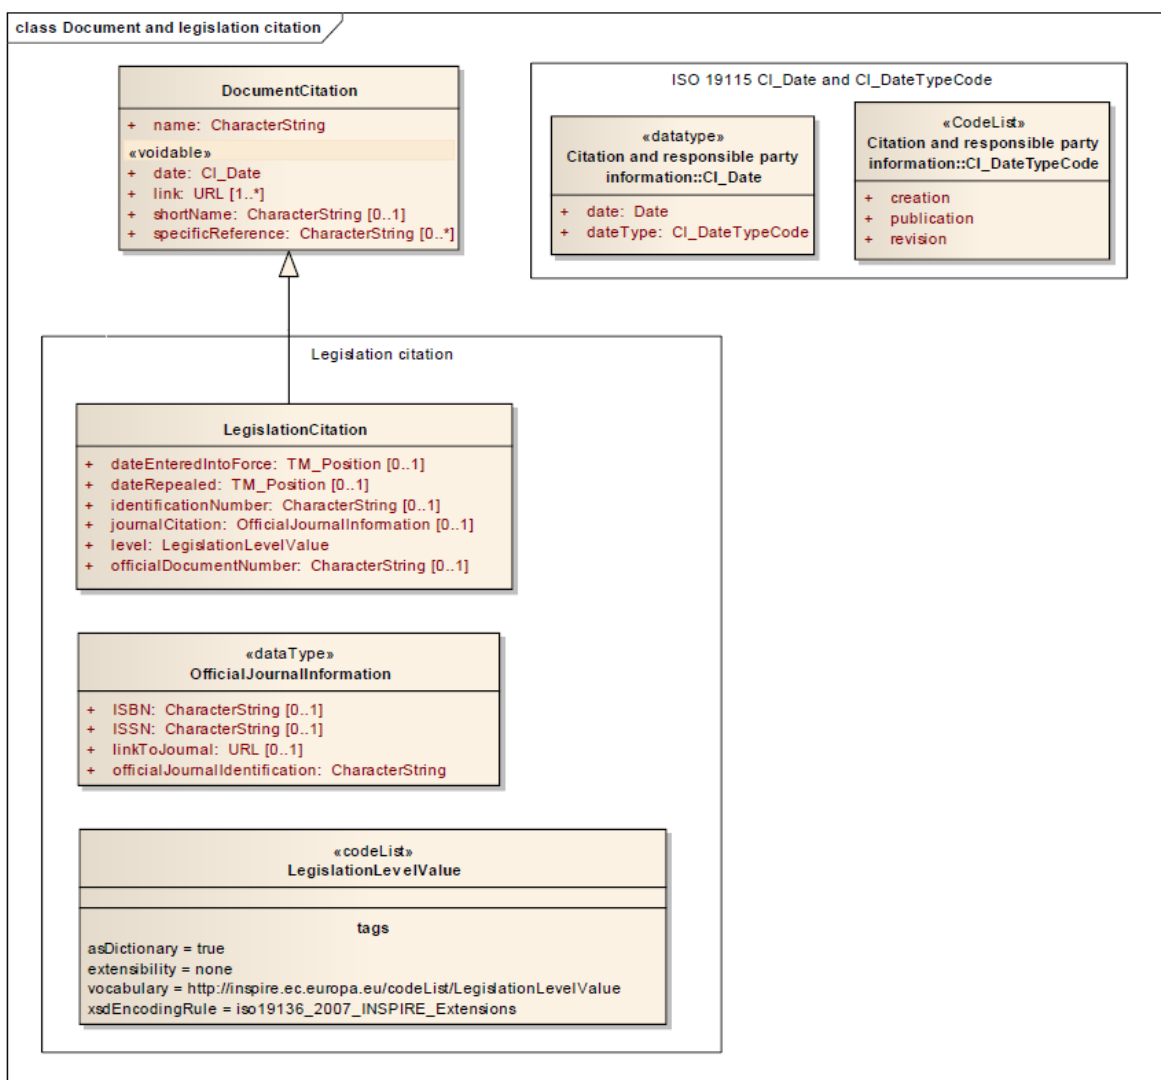 class Document and legislation citation
DocumentCitation
+ name: CharacterString
«voidable»
+ date: CI_Date
+ link: URL [1..*]
+ shortName: CharacterString [0..1]
+ specificReference: CharacterString [0..*]
ISO 19115 CI_Date and CI_DateTypeCode
«datatype»
Citation and responsible party
information::CI_Date
+ date: Date
+ dateType: CI_DateTypeCode
«CodeList»
Citation and responsible party
information::CI_DateTypeCode
+ creation
+ publication
+ revision
Legislation citation
LegislationCitation
+ dateEnteredIntoForce: TM_Position [0..1]
+ dateRepealed: TM_Position [0..1]
+ identificationNumber: CharacterString [0..1]
+ journalCitation: OfficialJournalInformation [0..1]
+ level: LegislationLevelValue
+ officialDocumentNumber: CharacterString [0..1]
«dataType»
OfficialJournalInformation
+ ISBN: CharacterString [0..1]
+ ISSN: CharacterString [0..1]
+ linkToJournal: URL [0..1]
+ officialJournalIdentification: CharacterString
«codeList»
LegislationLevelValue
tags
asDictionary = true
extensibility = none
vocabulary = http://inspire.ec.europa.eu/codeList/LegislationLevelValue
xsdEncodingRule = iso19136_2007_INSPIRE_Extensions